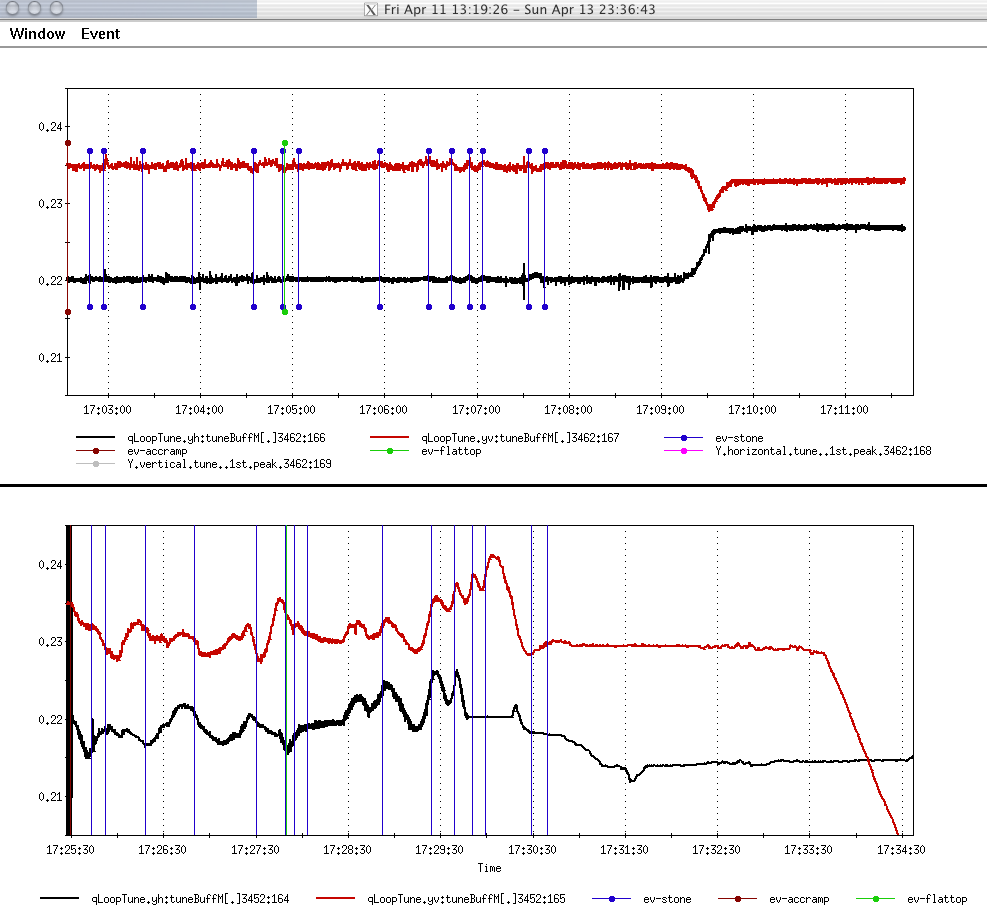 X Fri Apr 11 13:19:26 – Sun Apr 13 23:36:43
Window Event
0.24
0.23
0.22
0.21
17:03:00 17:04:00 17:05:00 17:06:00 17:07:00 17:08:00 17:09:00 17:10:00 17:11:00
qLoopTune.yh:tuneBuffM[.]3462:166 qLoopTune.yv:tuneBuffM[.]3462:167 ev-stone
ev-accramp ev-flattop Y.horizontal.tune..1st.peak.3462:168
Y.vertical.tune..1st.peak.3462:169
0.24
0.23
0.22
0.21
17:25:30 17:26:30 17:27:30 17:28:30 17:29:30 17:30:30 17:31:30 17:32:30 17:33:30 17:34:30
Time
qLoopTune.yh:tuneBuffM[.]3452:164 qLoopTune.yv:tuneBuffM[.]3452:165 ev-stone ev-accramp ev-flattop